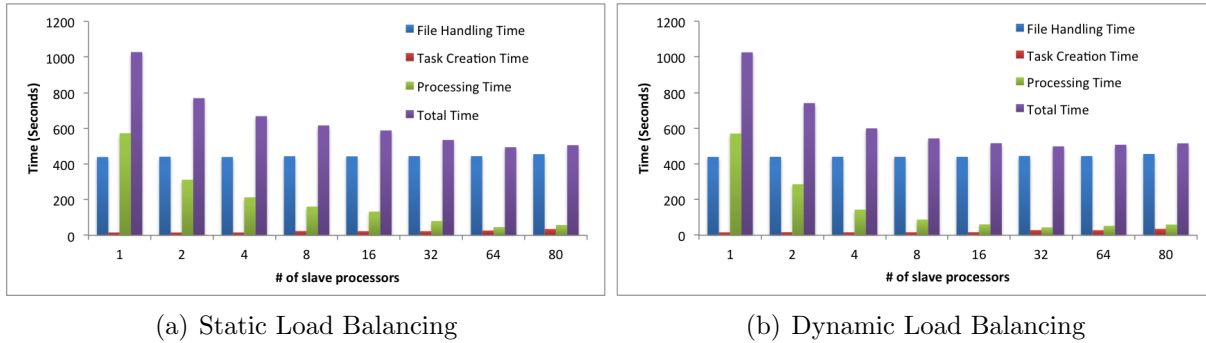 1200
1000
800
600
400
200
0
Time (Seconds)
File Handling Time
Task Creation Time
Processing Time
Total Time
1 2 4 8 16 32 64 80
# of slave processors
(a) Static Load Balancing
1200
1000
800
600
400
200
0
Time (Seconds)
File Handling Time
Task Creation Time
Processing Time
Total Time
1 2 4 8 16 32 64 80
# of slave processors
(b) Dynamic Load Balancing